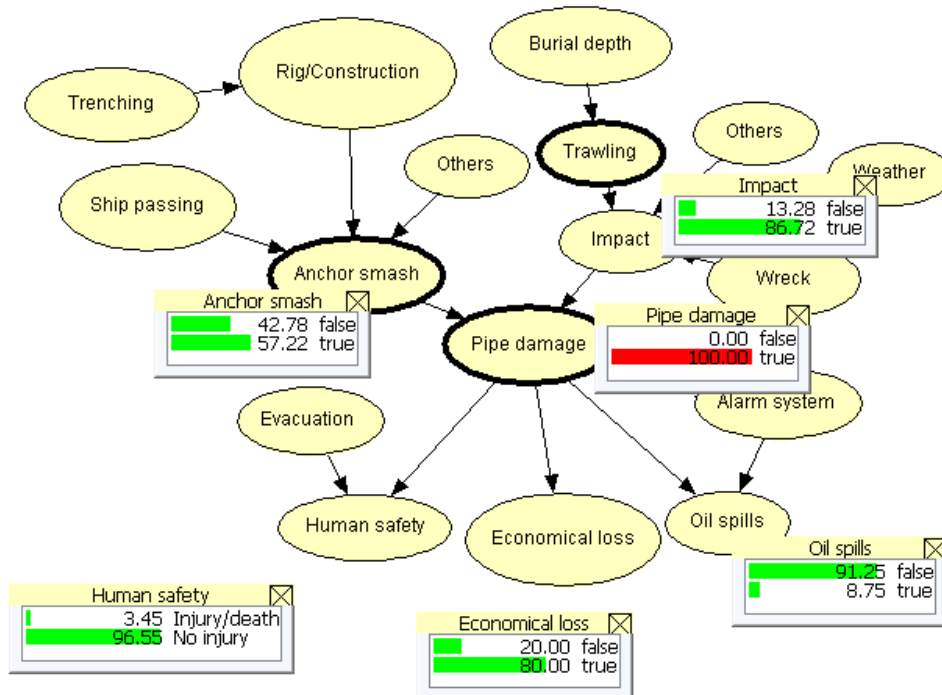 Burial depth
Rig/Construction
Trenching
Others
Others
Trawling
Weather
Impact
13.28 false
86.72 true
Ship passing
Impact
Anchor smash
Wreck
Anchor smash
42.78 false
57.22 true
Pipe damage
0.00 false
100.00 true
Pipe damage
Evacuation
Alarm system
Human safety
Economical loss
Oil spills
Oil spills
91.25 false
8.75 true
Human safety
3.45 Injury/death
96.55 No injury
Economical loss
20.00 false
80.00 true